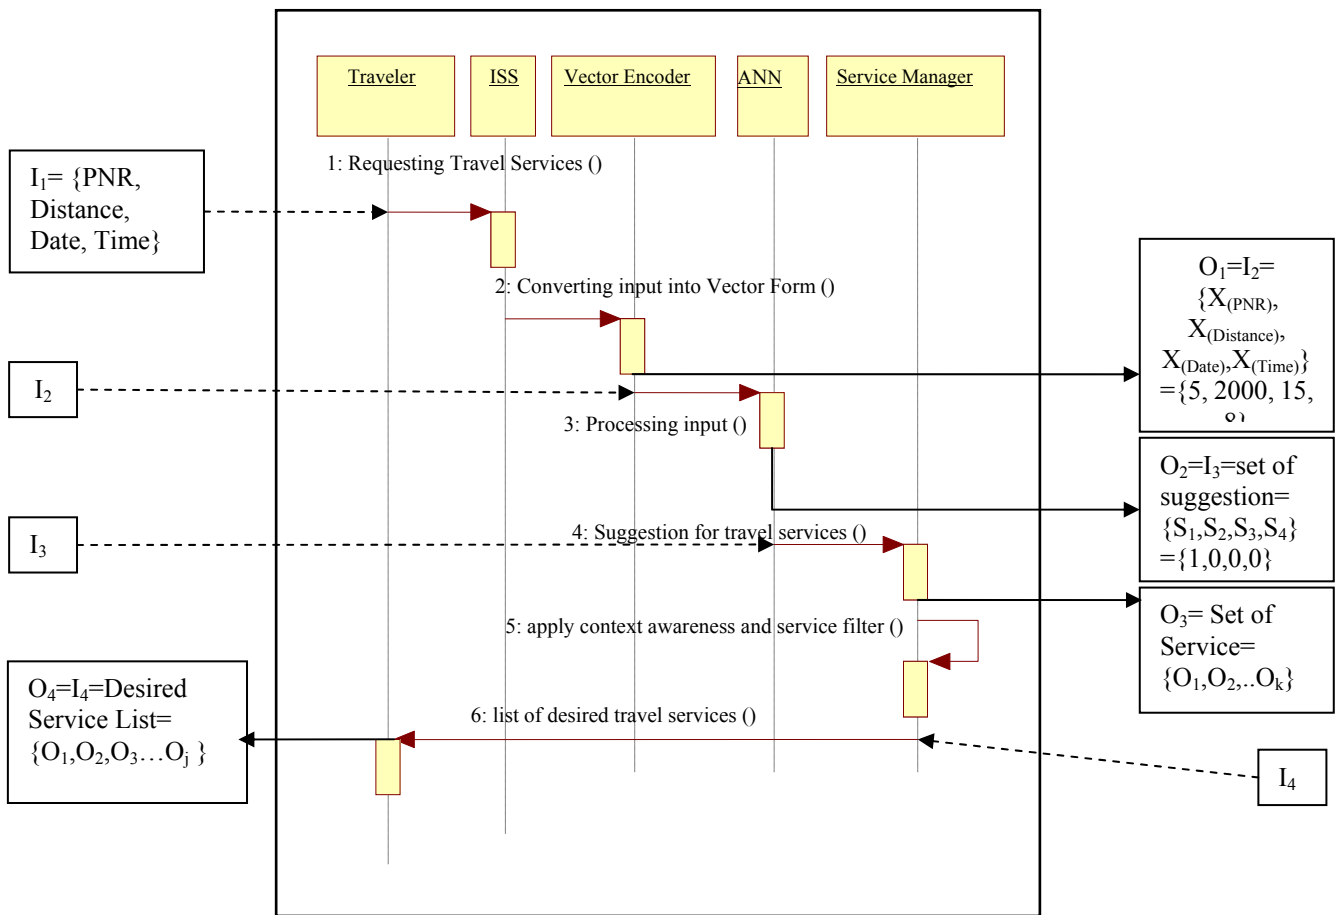 Traveler
ISS
Vector Encoder
ANN
Service Manager
1: Requesting Travel Services ()
I₁= {PNR,
Distance,
Date, Time}
2: Converting input into Vector Form ()
O₁=I₂=
{X₍PNR₎,
X₍Distance₎,
X₍Date₎,X₍Time₎}
={5, 2000, 15,
I₂
3: Processing input ()
O₂=I₃=set of
suggestion=
{S₁,S₂,S₃,S₄}
={1,0,0,0}
I₃
4: Suggestion for travel services ()
5: apply context awareness and service filter ()
O₃= Set of
Service=
{O₁,O₂,..Oₖ}
O₄=I₄=Desired
Service List=
{O₁,O₂,O₃…Oⱼ }
6: list of desired travel services ()
I₄